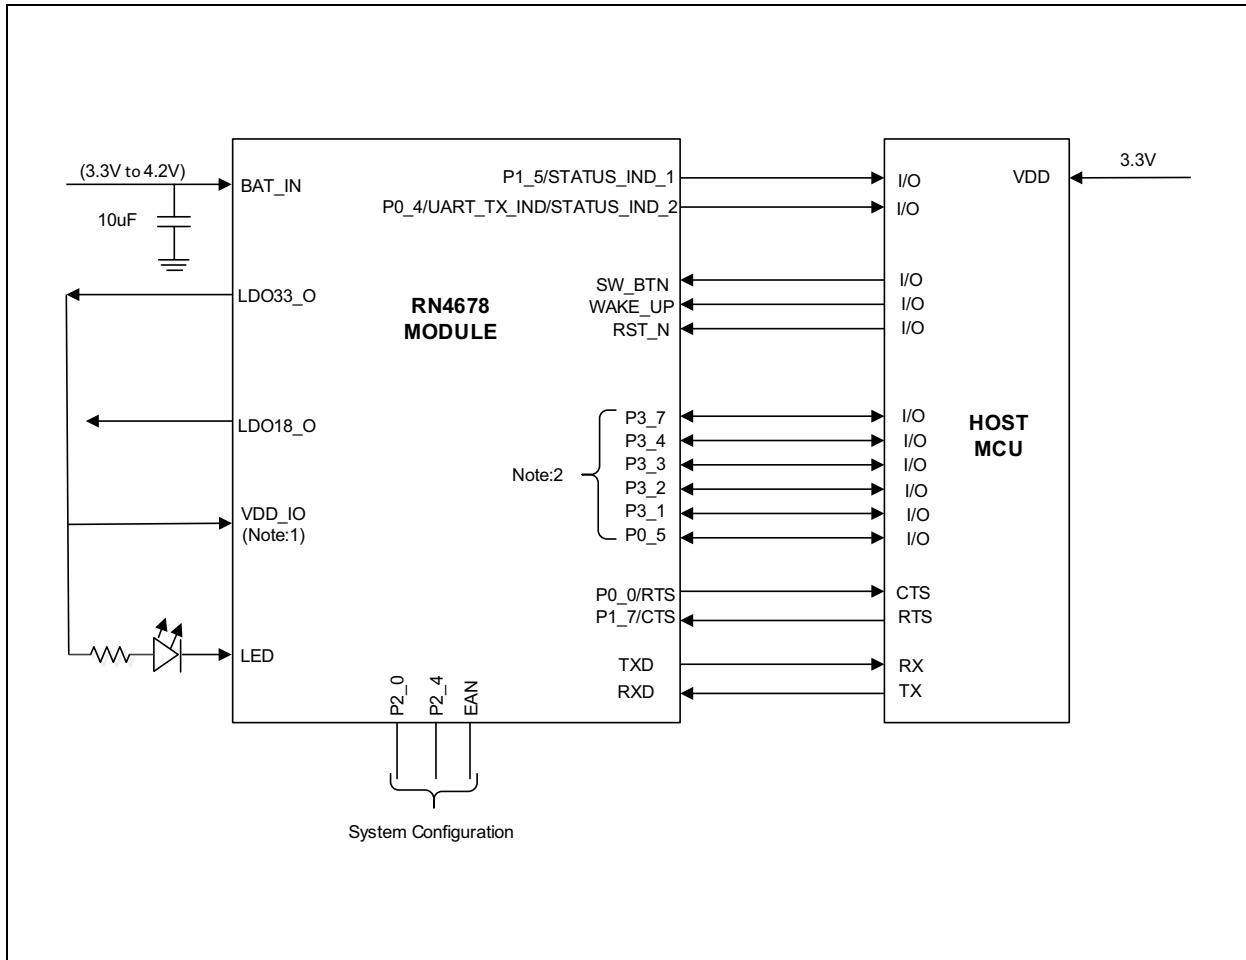 (3.3V to 4.2V)
BAT_IN
10uF
LDO33_O
LDO18_O
VDD_IO
(Note:1)
LED
RN4678
MODULE
P2_0
P2_4
EAN
System Configuration
P1_5/STATUS_IND_1
P0_4/UART_TX_IND/STATUS_IND_2
SW_BTN
WAKE_UP
RST_N
Note:2
P3_7
P3_4
P3_3
P3_2
P3_1
P0_5
P0_0/RTS
P1_7/CTS
TXD
RXD
I/O
I/O
I/O
I/O
I/O
I/O
I/O
I/O
I/O
I/O
I/O
CTS
RTS
RX
TX
HOST
MCU
VDD
3.3V